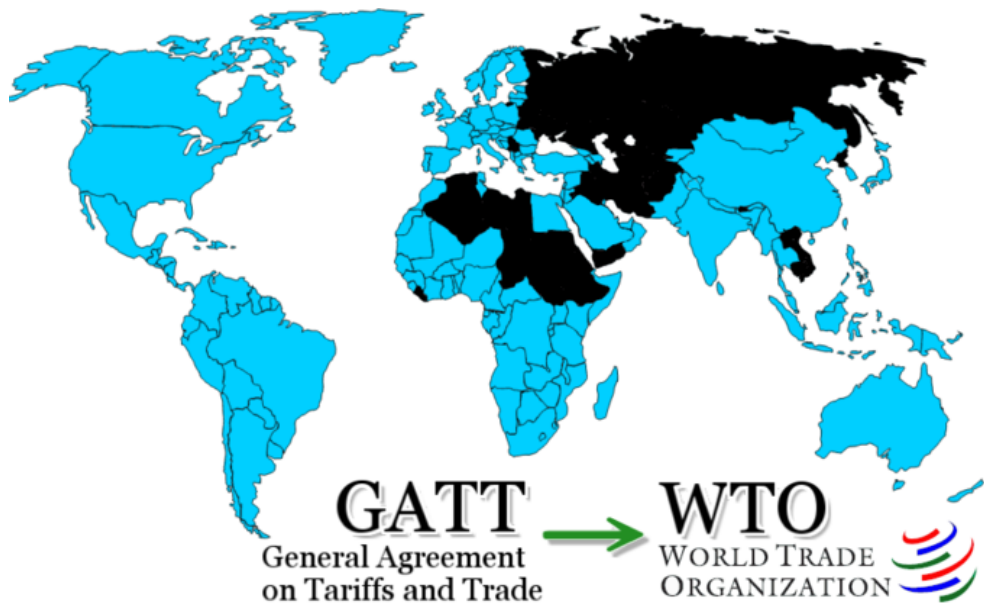 GATT
General Agreement
on Tariffs and Trade
WTO
WORLD TRADE
ORGANIZATION